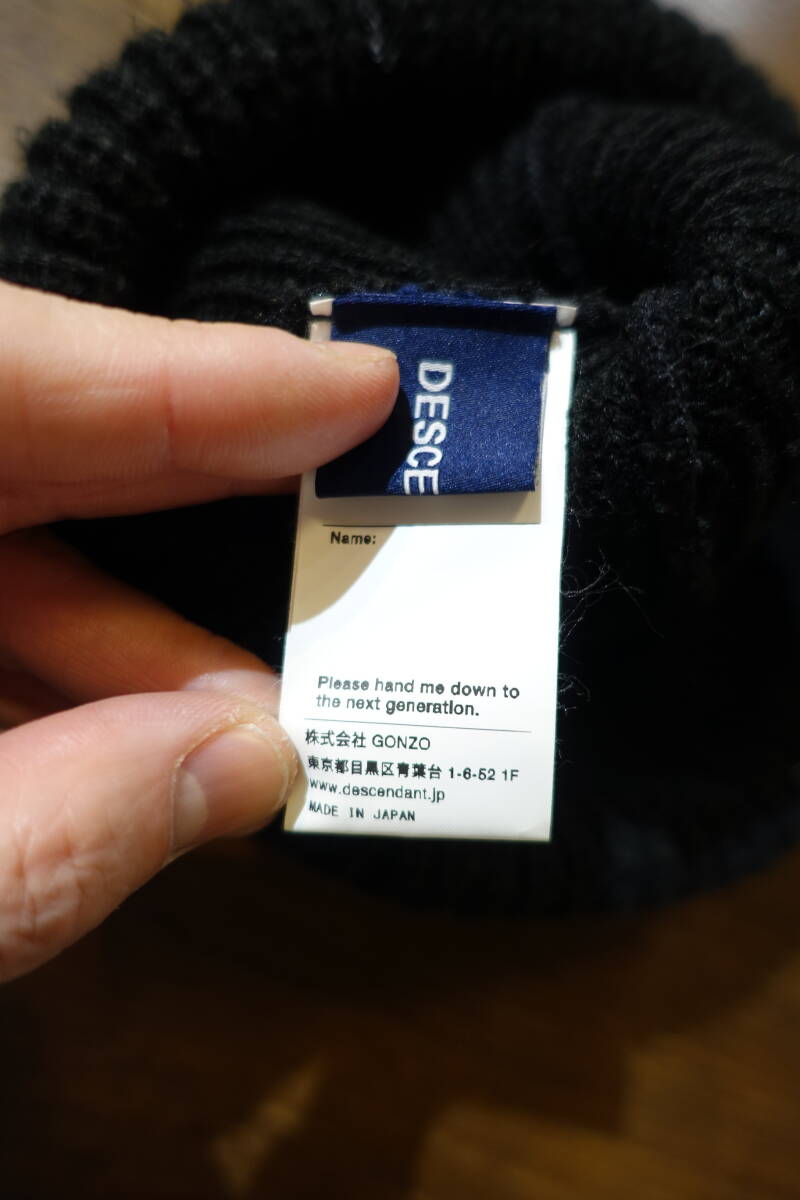 DESCE
Name:
Please hand me down to
the next generation.
株式会社 GONZO
東京都目黒区青葉台 1-6-52 1F
www.descendant.jp
MADE IN JAPAN